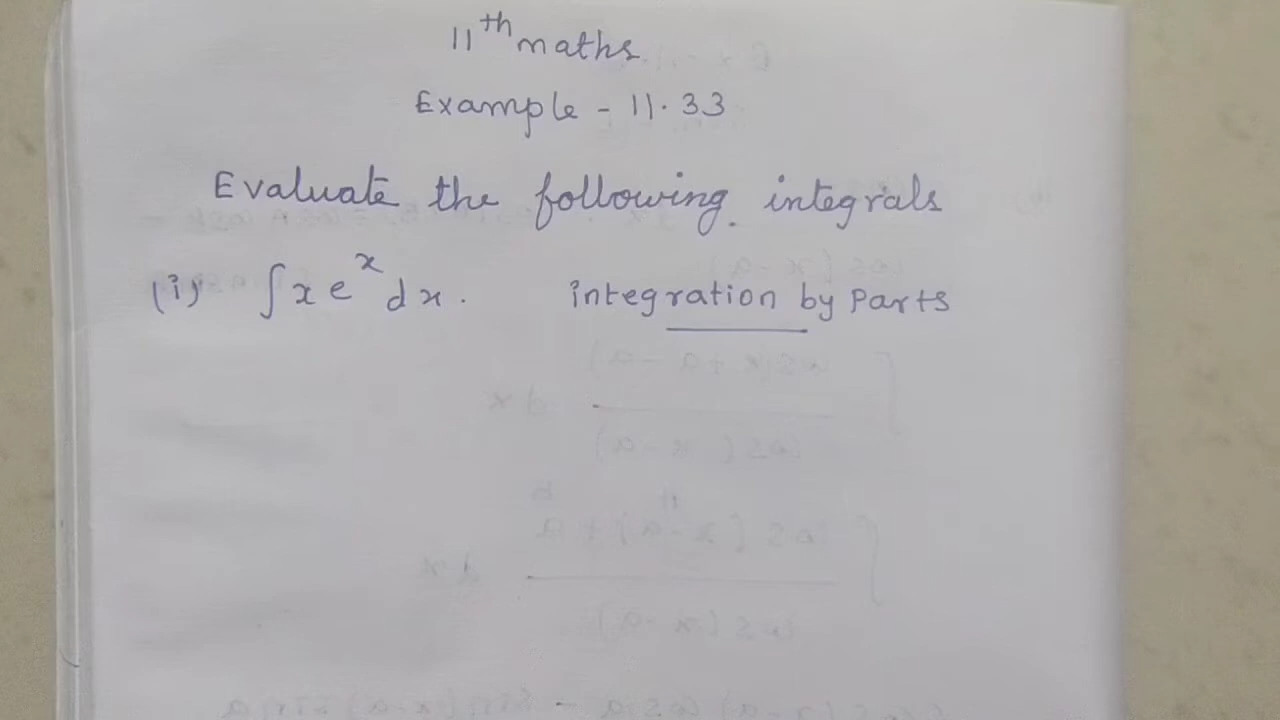 11th maths
Example - 11.33
Evaluate the following integrals
(i) ∫ x e^x dx. integration by parts